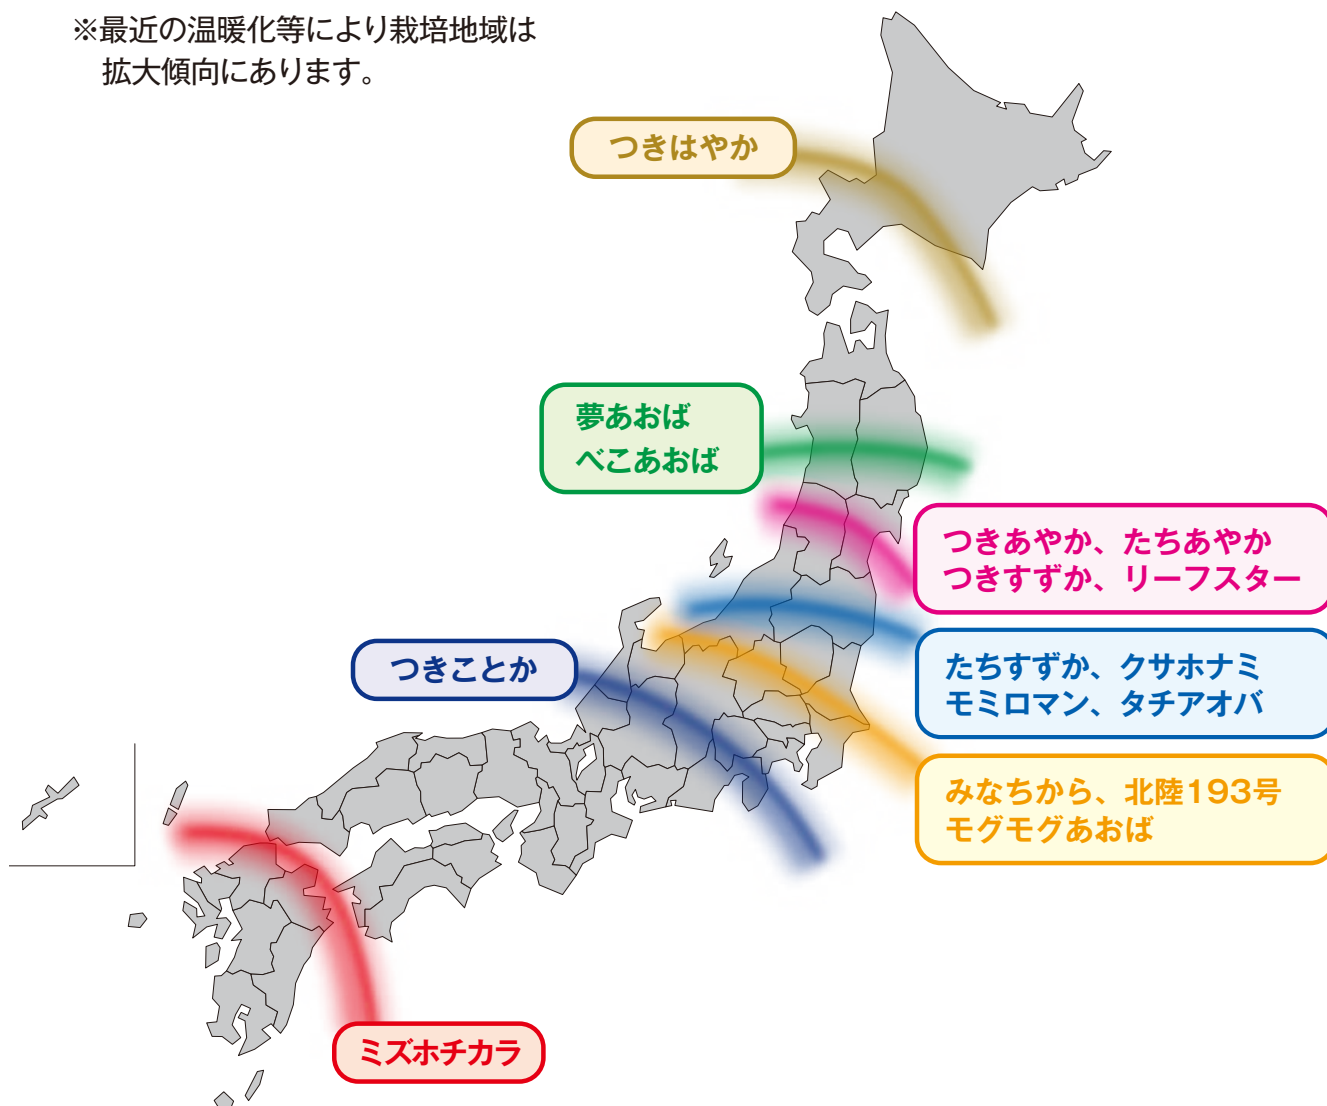 ※最近の温暖化等により栽培地域は
拡大傾向にあります。
つきはやか
夢あおば
べこあおば
つきあやか、たちあやか
つきすずか、リーフスター
たちすずか、クサホナミ
モミロマン、タチアオバ
つきことか
みなちから、北陸193号
モグモグあおば
ミズホチカラ